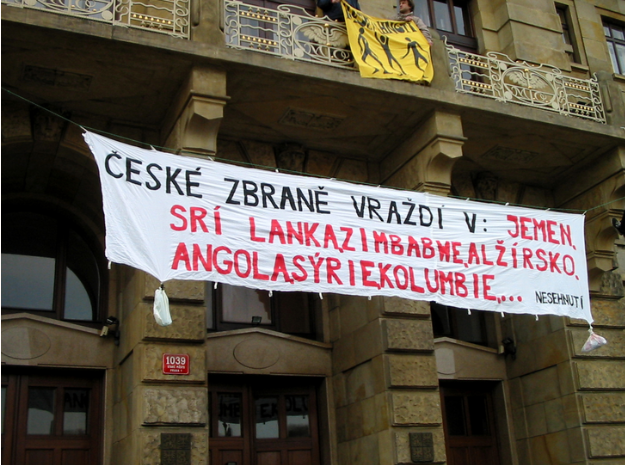 ČESKÉ ZBRANĚ VRAŽDÍ V: JEMEN,
SRÍ LANKA,ZIMBABWE,ALŽÍRSKO,
ANGOLA,SÝRIE,KOLUMBIE,...
NESEHNUTÍ
1039